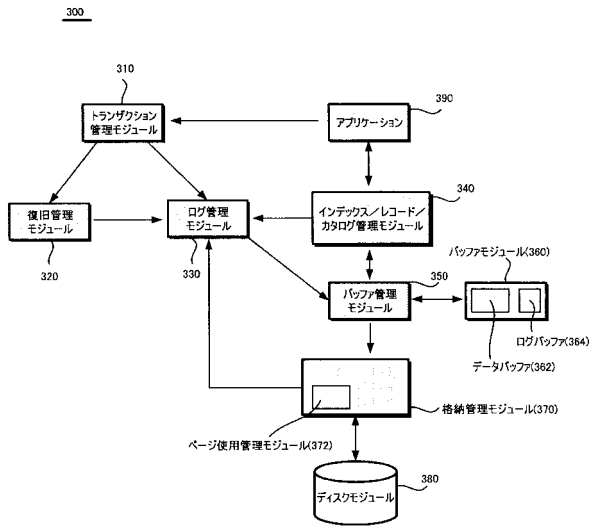 300
310
トランザクション
管理モジュール
390
アプリケーション
340
インデックス/レコード/
カタログ管理モジュール
復旧管理
モジュール
320
ログ管理
モジュール
330
350
バッファ管理
モジュール
バッファモジュール(360)
ログバッファ(364)
データバッファ(362)
格納管理モジュール(370)
ページ使用管理モジュール(372)
380
ディスクモジュール